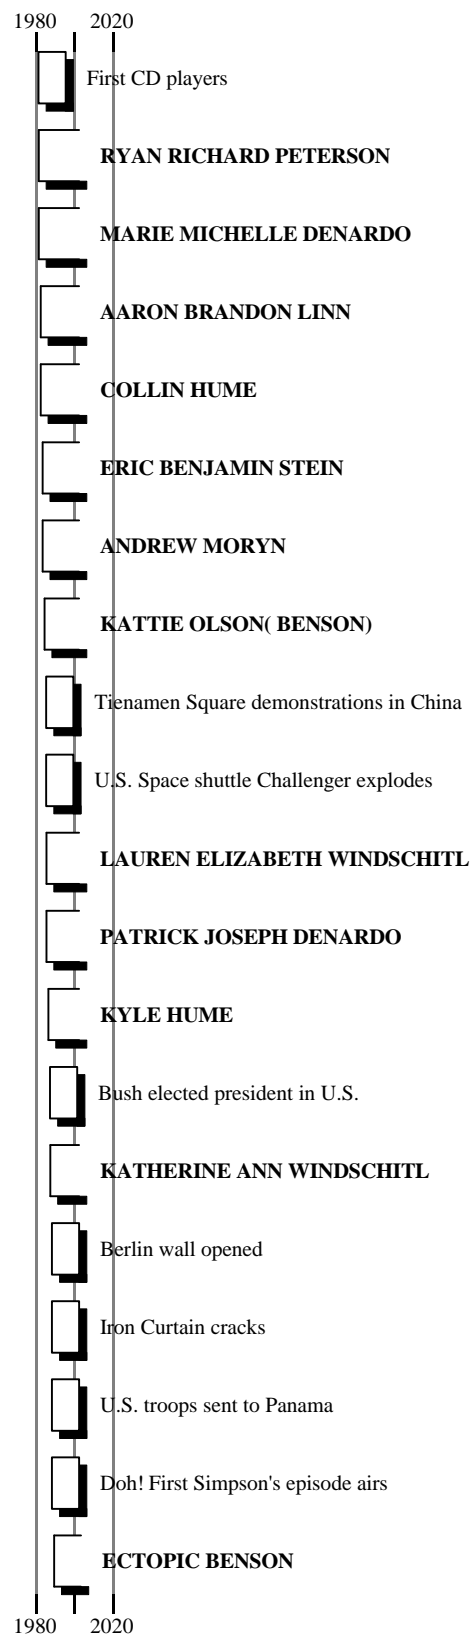 1980 2020
First CD players
RYAN RICHARD PETERSON
MARIE MICHELLE DENARDO
AARON BRANDON LINN
COLLIN HUME
ERIC BENJAMIN STEIN
ANDREW MORYN
KATTIE OLSON( BENSON)
Tienamen Square demonstrations in China
U.S. Space shuttle Challenger explodes
LAUREN ELIZABETH WINDSCHITL
PATRICK JOSEPH DENARDO
KYLE HUME
Bush elected president in U.S.
KATHERINE ANN WINDSCHITL
Berlin wall opened
Iron Curtain cracks
U.S. troops sent to Panama
Doh! First Simpson's episode airs
ECTOPIC BENSON
1980 2020